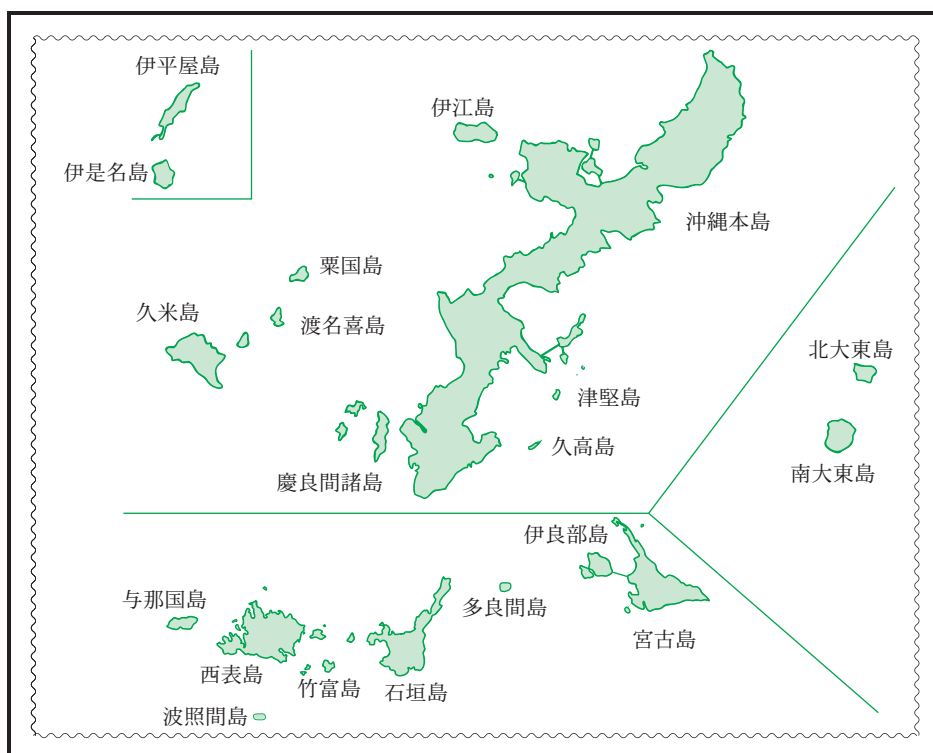 伊平屋島
伊是名島
伊江島
沖縄本島
粟国島
久米島
渡名喜島
北大東島
津堅島
久高島
慶良間諸島
南大東島
伊良部島
与那国島
多良間島
宮古島
西表島
竹富島
石垣島
波照間島